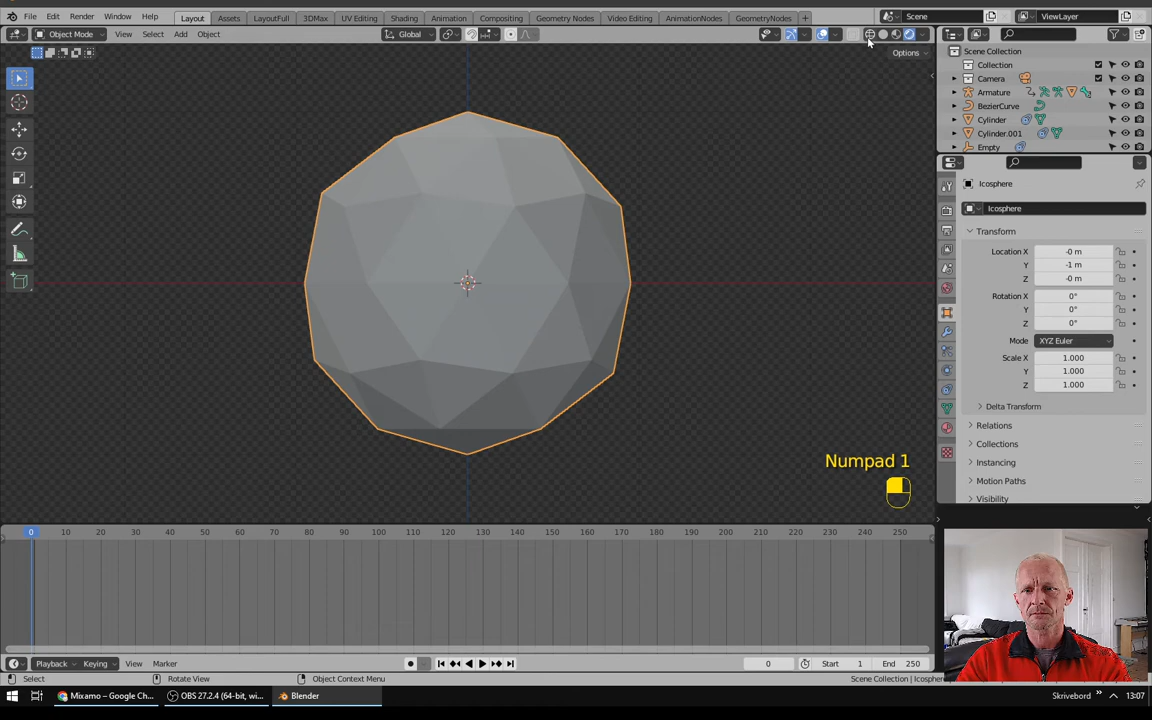 File Edit Render Window Help Layout Assets LayoutFull 3DMax UV Editing Shading Animation Compositing Geometry Nodes Video Editing AnimationNodes GeometryNodes + Scene ViewLayer
Object Mode View Select Add Object Global
Options
Scene Collection
Collection
Camera
Armature
BezierCurve
Cylinder
Cylinder.001
Empty
Icosphere
Icosphere
Transform
Location X -0 m
Y -1 m
Z -0 m
Rotation X 0°
Y 0°
Z 0°
Mode XYZ Euler
Scale X 1.000
Y 1.000
Z 1.000
Delta Transform
Relations
Collections
Instancing
Motion Paths
Visibility
Numpad 1
0 10 20 30 40 50 60 70 80 90 100 110 120 130 140 150 160 170 180 190 200 210 220 230 240 250
Playback Keying View Marker 0 Start 1 End 250
Select Rotate View Object Context Menu Scene Collection | Icosphere
Mixamo – Google Ch... OBS 27.2.4 (64-bit, wi... Blender Skrivebord 13:07